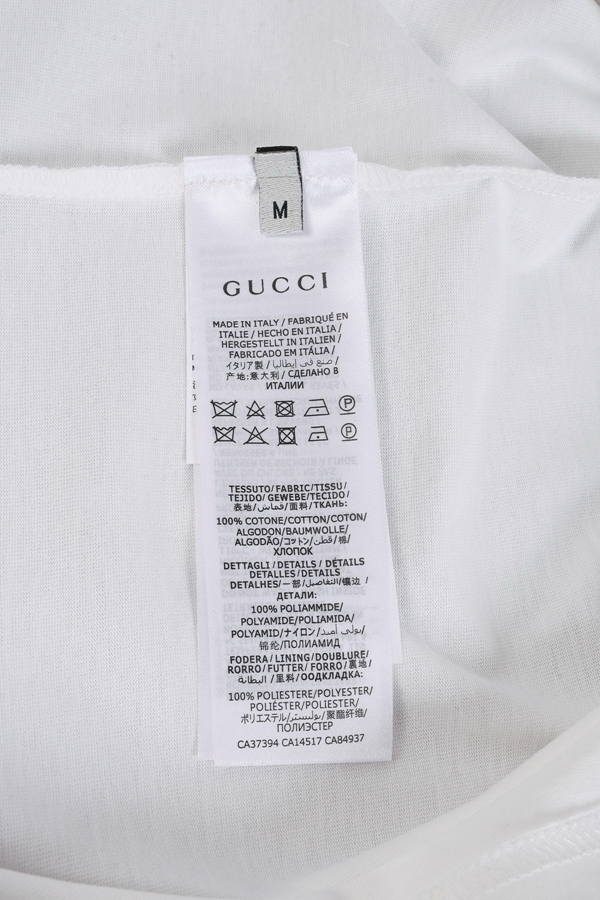 M
GUCCI
MADE IN ITALY / FABRIQUÉ EN
ITALIE / HECHO EN ITALIA /
HERGESTELLT IN ITALIEN /
FABRICADO EM ITÁLIA /
イタリア製 / صنع في إيطاليا /
产地:意大利 / СДЕЛАНО В
ИТАЛИИ
TESSUTO/FABRIC/TISSU/
TEJIDO/GEWEBE/TECIDO/
表地/قماش/面料/ТКАНЬ:
100% COTONE/COTTON/COTON/
ALGODON/BAUMWOLLE/
ALGODÃO/コットン/قطن/棉/
ХЛОПОК
DETTAGLI/DETAILS/DÉTAILS
DETALLES/DETAILS
DETALHES/一部/التفاصيل/镶边 /
ДЕТАЛИ:
100% POLIAMMIDE/
POLYAMIDE/POLIAMIDA/
POLYAMID/ナイロン/بولي أميد/
锦纶/ПОЛИАМИД
FODERA/LINING/DOUBLURE/
RORRO/FUTTER/FORRO/裏地/
البطانة/里料/ООДКЛАДКА:
100% POLIESTERE/POLYESTER/
POLIÉSTER/POLIESTER/
ポリエステル/بوليستر/聚酯纤维/
ПОЛИЭСТЕР
CA37394 CA14517 CA84937